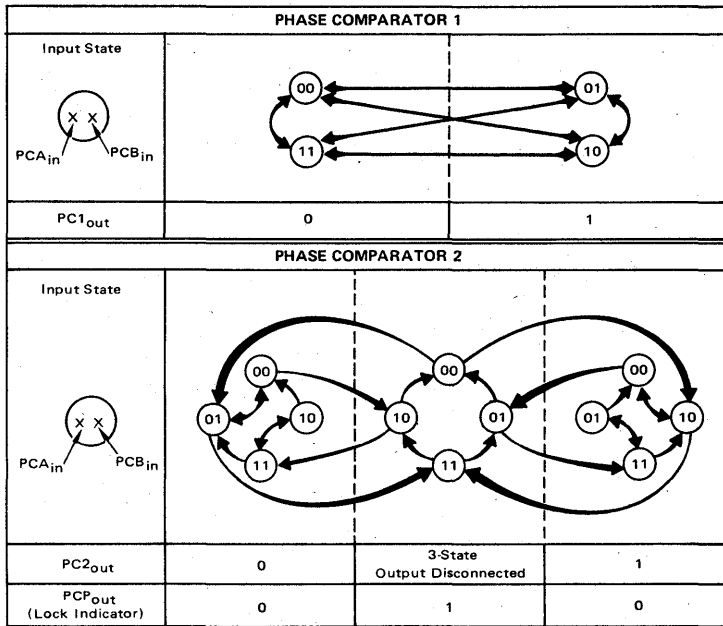 PHASE COMPARATOR 1
Input State
X X
PCA in
PCB in
00
01
11
10
PC1 out
0
1
PHASE COMPARATOR 2
Input State
X X
PCA in
PCB in
00
01
10
11
00
10
01
11
00
01
10
11
PC2 out
0
3-State
Output Disconnected
1
PCP out
(Lock Indicator)
0
1
0